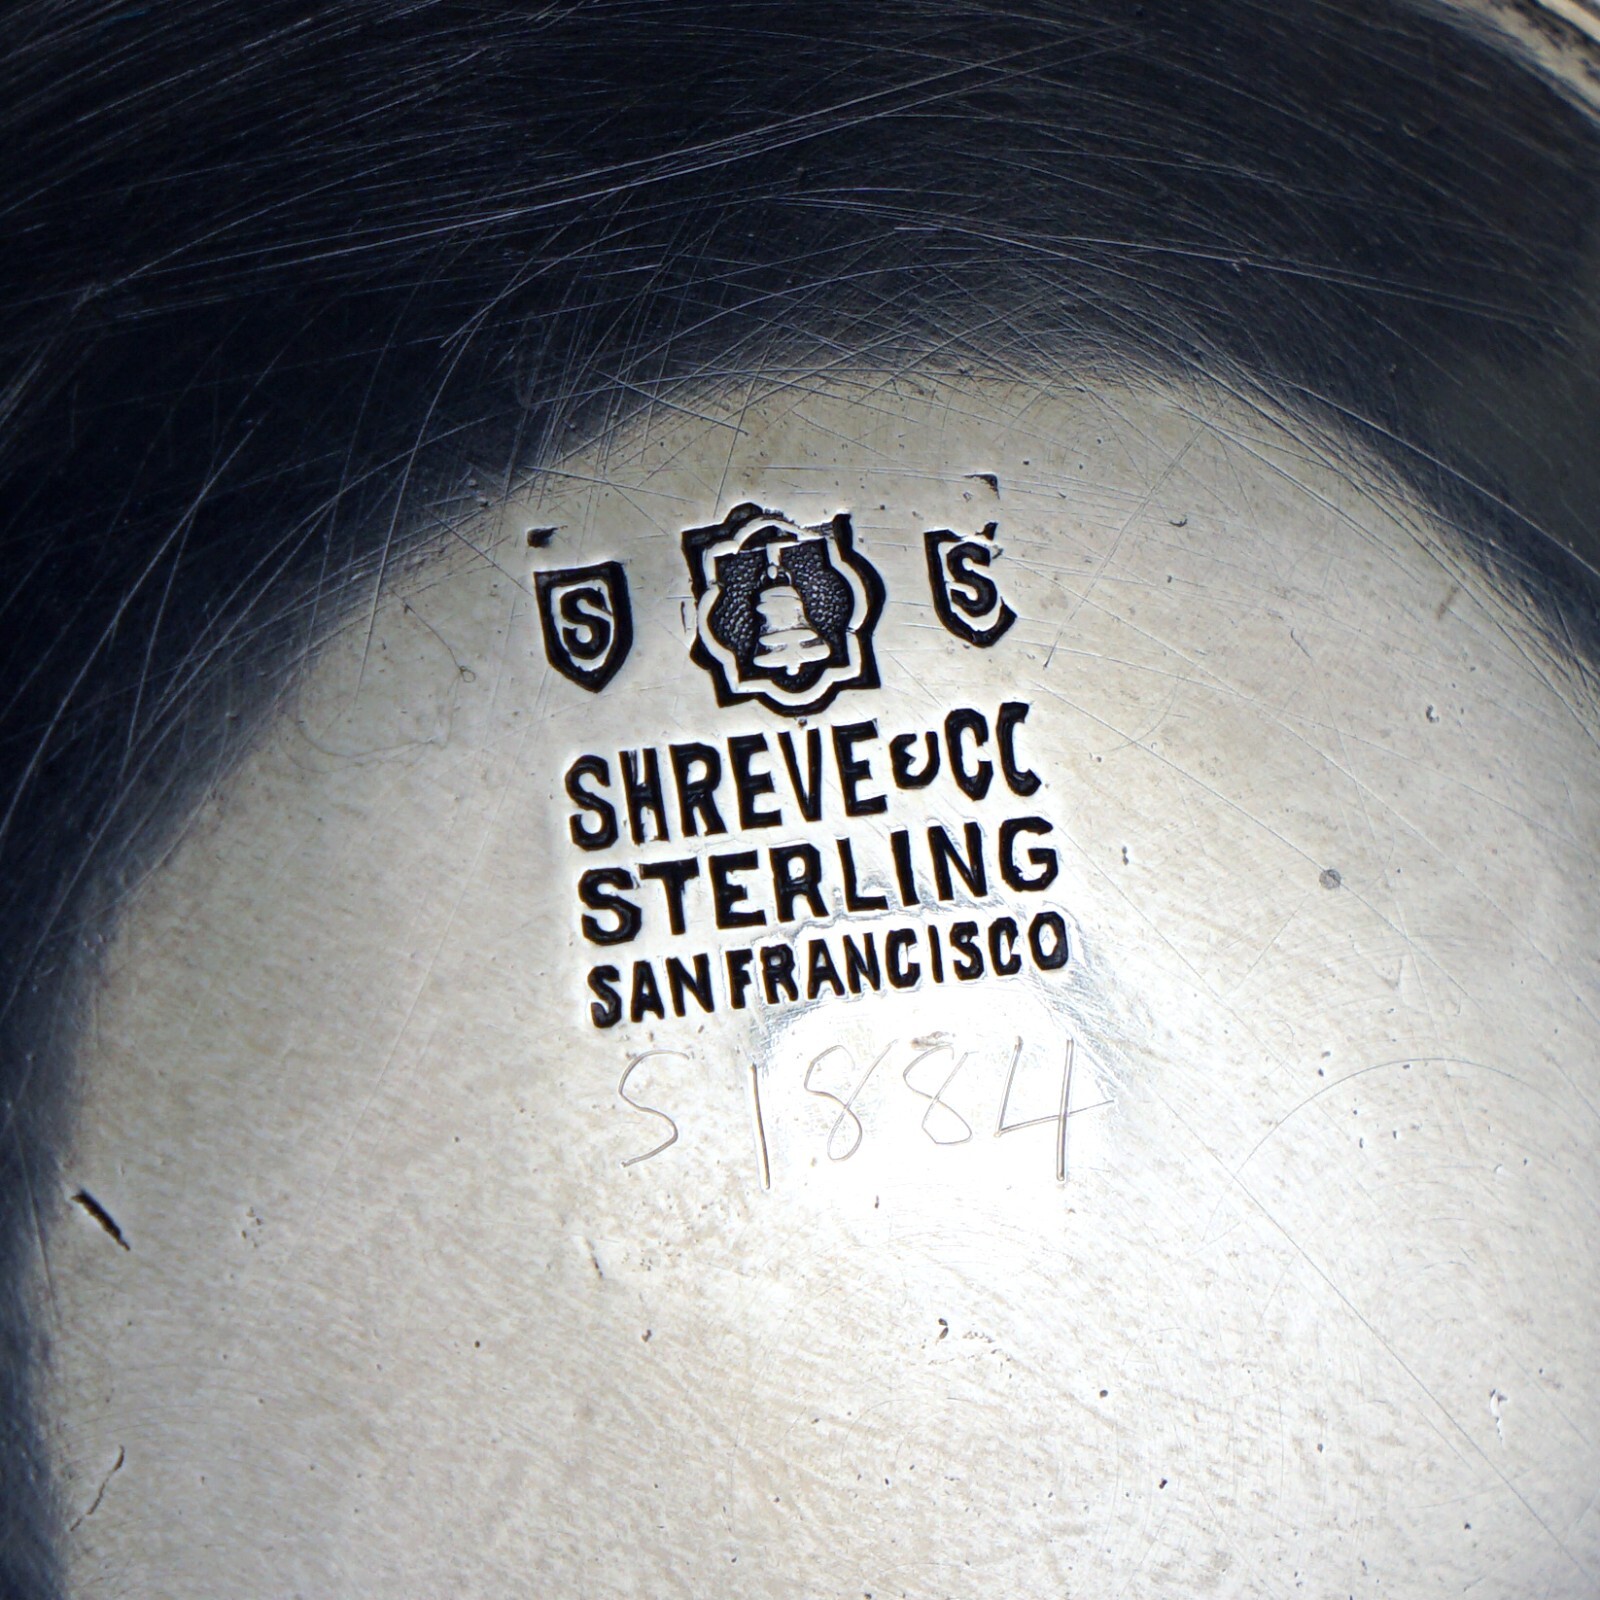 S S
SHREVE & CO
STERLING
SAN FRANCISCO
S1884